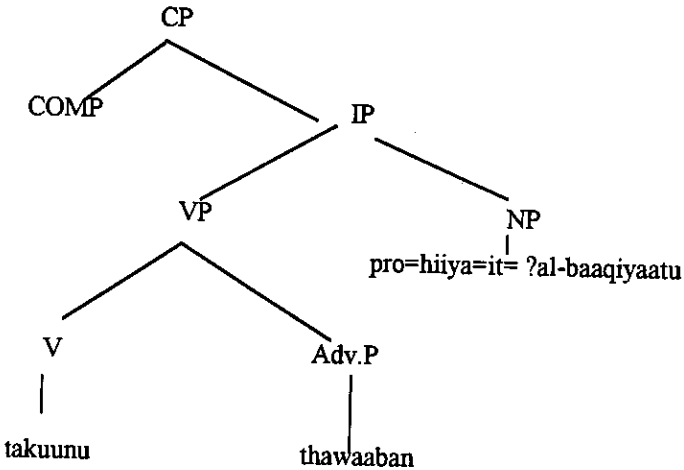 CP
COMP
IP
VP
NP
pro=hiiya=it= ?al-baaqiyaatu
V
Adv.P
takuunu
thawaaban